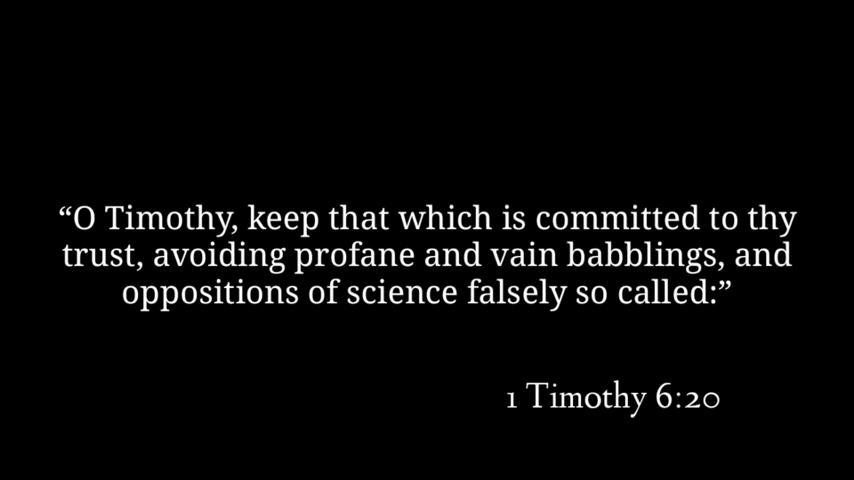 “O Timothy, keep that which is committed to thy
trust, avoiding profane and vain babblings, and
oppositions of science falsely so called:”
1 Timothy 6:20